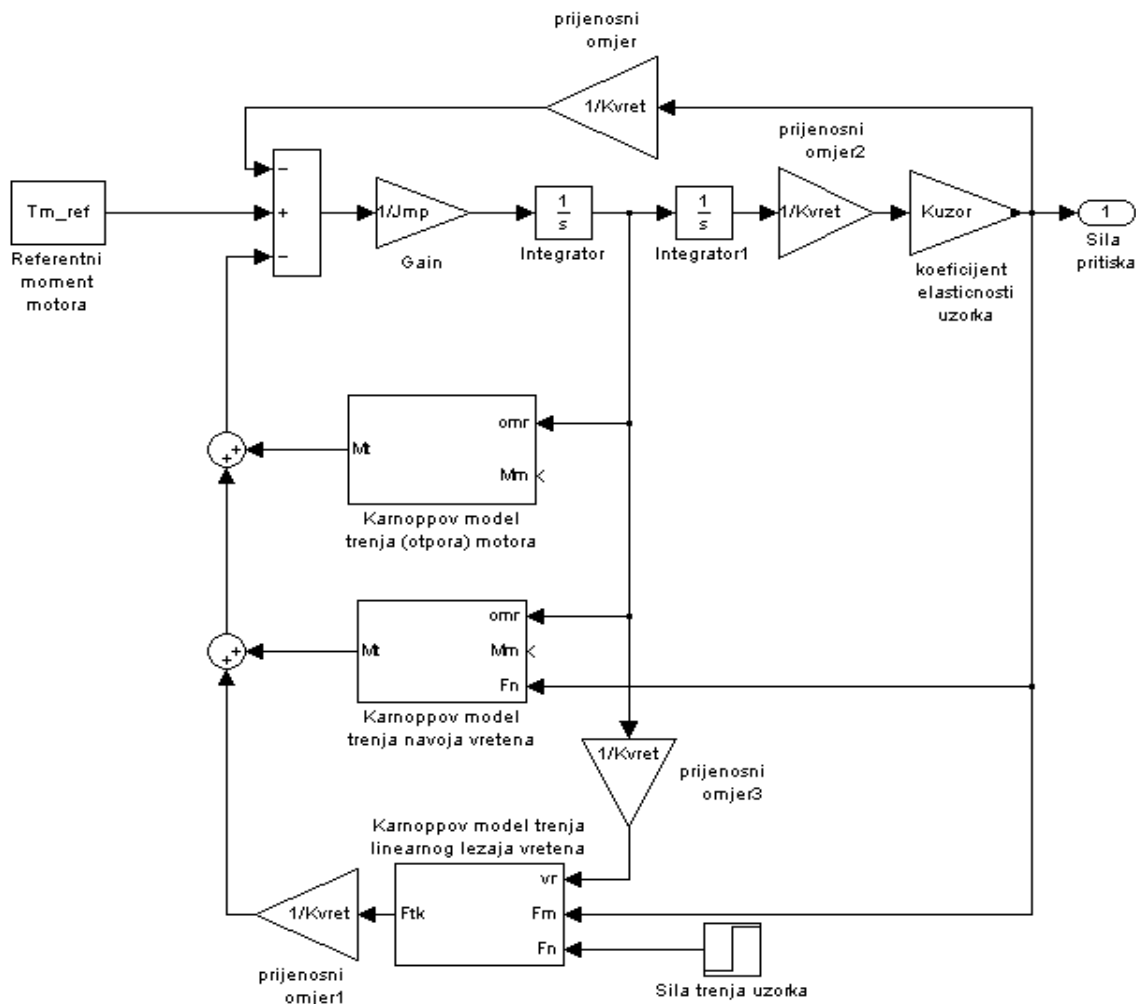 prijenosni
omjer
1/Kvret
prijenosni
omjer2
Tm_ref
Referentni
moment
motora
−
+
−
1/Jmp
Gain
1
s
Integrator
1
s
Integrator1
1/Kvret
Kuzor
koeficijent
elasticnosti
uzorka
1
Sila
pritiska
omr
Mm
Mt
Karnoppov model
trenja (otpora) motora
+
+
omr
Mm
Fn
Mt
Karnoppov model
trenja navoja vretena
+
+
1/Kvret
prijenosni
omjer3
Karnoppov model trenja
linearnog lezaja vretena
vr
Fm
Fn
Ftk
1/Kvret
prijenosni
omjer1
Sila trenja uzorka